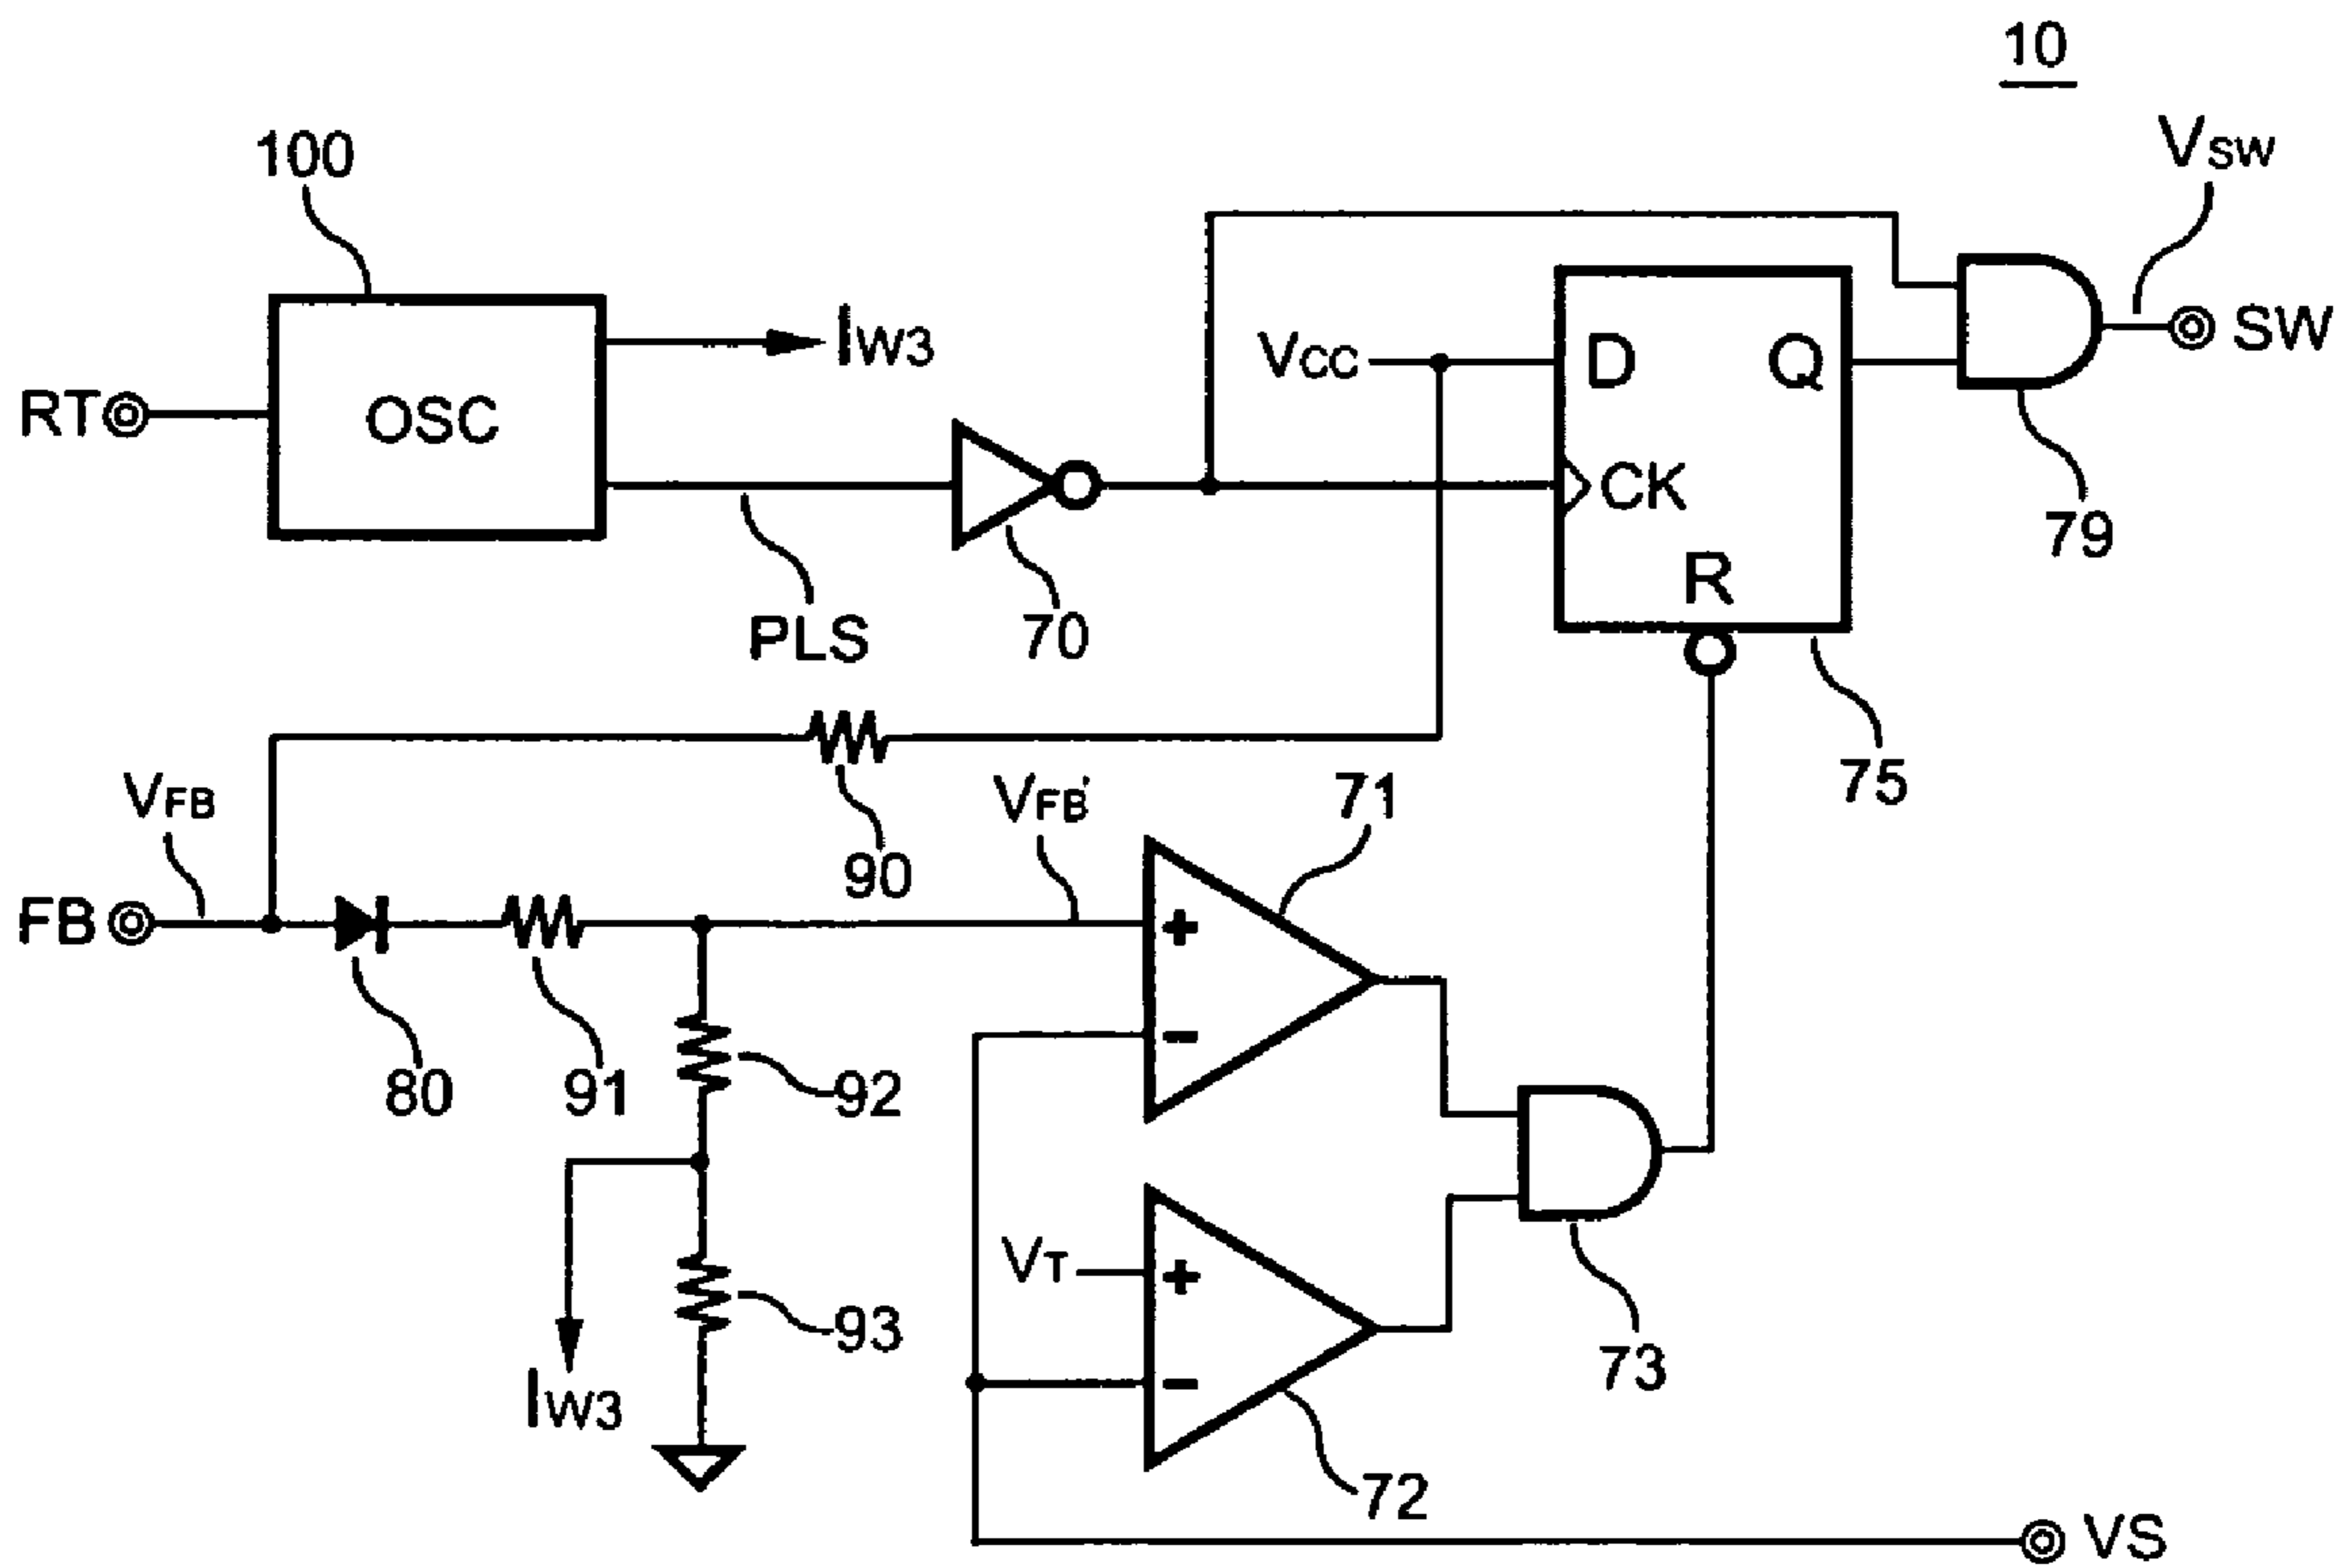 10
100
VSW
IW3
VCC
D
Q
SW
RT
OSC
CK
79
R
PLS
70
75
VFB
VFB'
71
90
FB
+
-
80
91
92
VT
+
93
73
IW3
-
72
VS